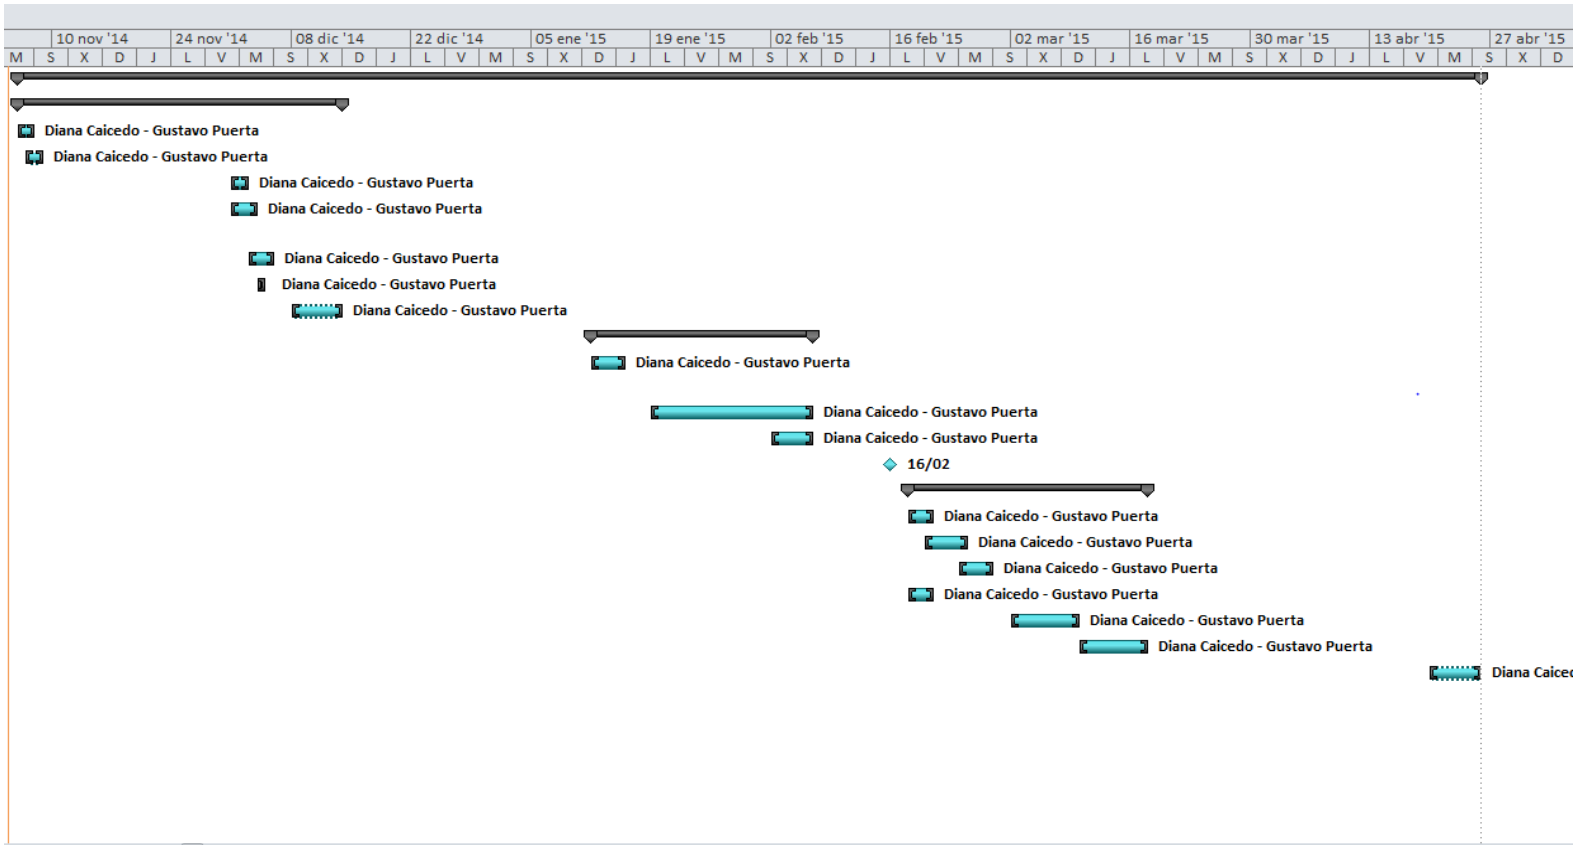 10 nov '14 24 nov '14 08 dic '14 22 dic '14 05 ene '15 19 ene '15 02 feb '15 16 feb '15 02 mar '15 16 mar '15 30 mar '15 13 abr '15 27 abr '15
M S X D J L V M S X D J L V M S X D J L V M S X D J L V M S X D J L V M S X D J L V M S X D
Diana Caicedo - Gustavo Puerta
Diana Caicedo - Gustavo Puerta
Diana Caicedo - Gustavo Puerta
Diana Caicedo - Gustavo Puerta
Diana Caicedo - Gustavo Puerta
Diana Caicedo - Gustavo Puerta
Diana Caicedo - Gustavo Puerta
Diana Caicedo - Gustavo Puerta
Diana Caicedo - Gustavo Puerta
Diana Caicedo - Gustavo Puerta
16/02
Diana Caicedo - Gustavo Puerta
Diana Caicedo - Gustavo Puerta
Diana Caicedo - Gustavo Puerta
Diana Caicedo - Gustavo Puerta
Diana Caicedo - Gustavo Puerta
Diana Caicedo - Gustavo Puerta
Diana